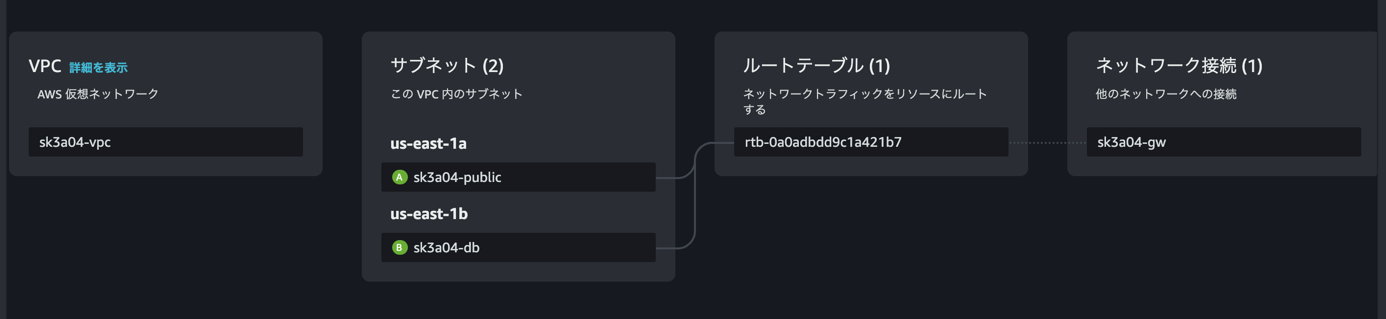 VPC 詳細を表示
AWS 仮想ネットワーク
sk3a04-vpc
サブネット (2)
この VPC 内のサブネット
us-east-1a
A sk3a04-public
us-east-1b
B sk3a04-db
ルートテーブル (1)
ネットワークトラフィックをリソースにルート
する
rtb-0a0adbdd9c1a421b7
ネットワーク接続 (1)
他のネットワークへの接続
sk3a04-gw